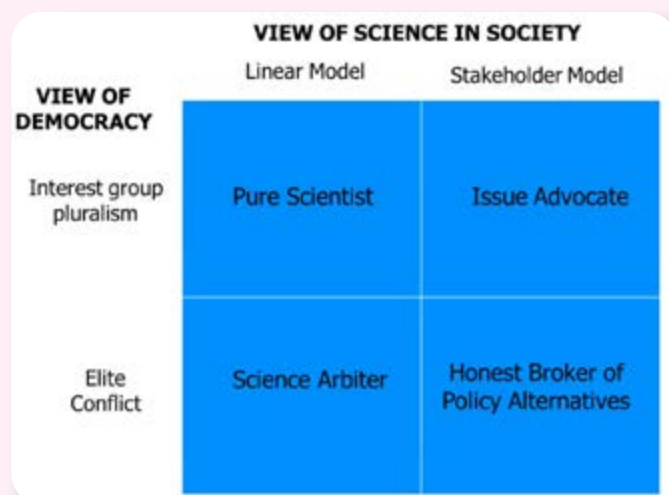 VIEW OF SCIENCE IN SOCIETY
Linear Model
Stakeholder Model
VIEW OF
DEMOCRACY
Interest group
pluralism
Pure Scientist
Issue Advocate
Elite
Conflict
Science Arbiter
Honest Broker of
Policy Alternatives